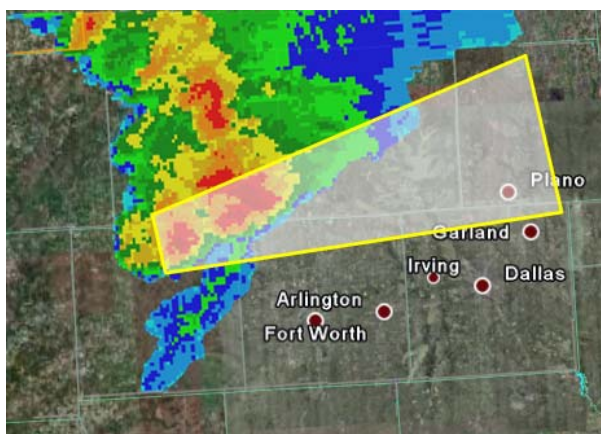 Plano
Garland
Irving
Dallas
Arlington
Fort Worth